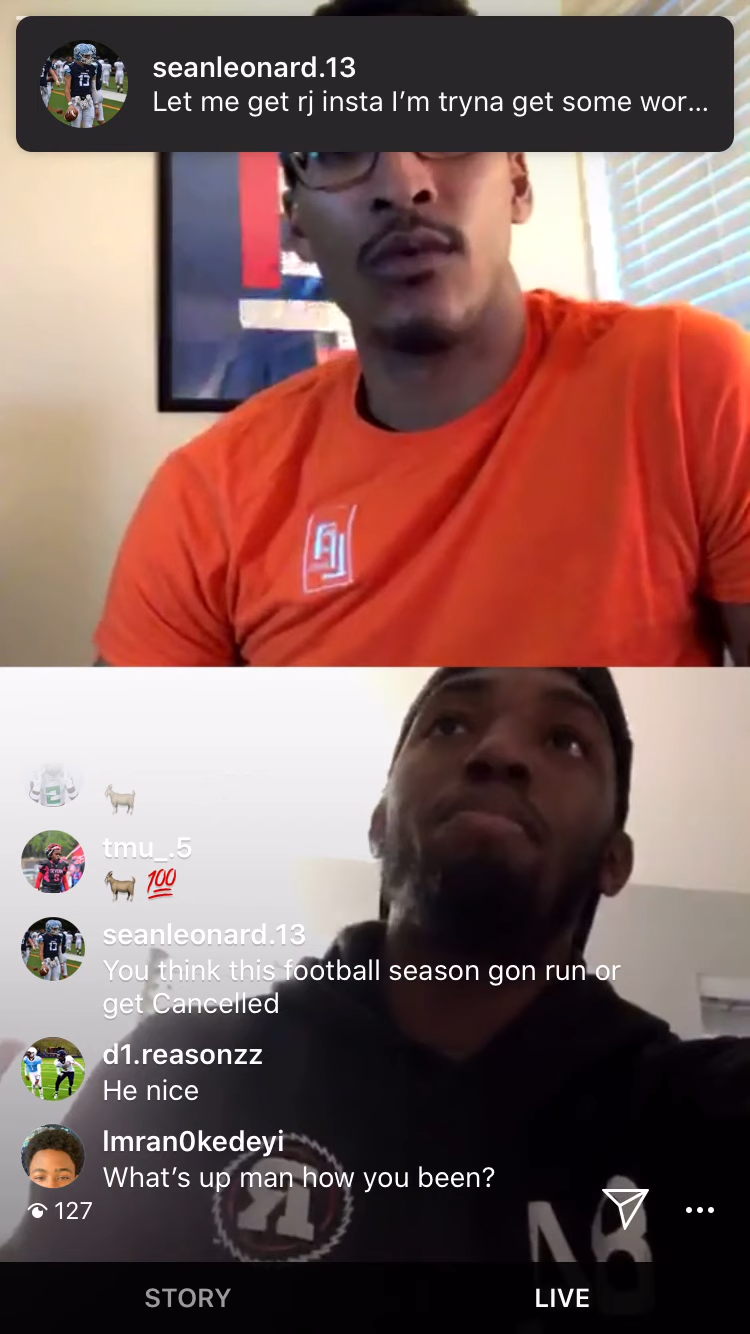 seanleonard.13
Let me get rj insta I’m tryna get some wor...
tmu_.5
100
seanleonard.13
You think this football season gon run or
get Cancelled
d1.reasonzz
He nice
Imran0kedeyi
What’s up man how you been?
127
STORY
LIVE